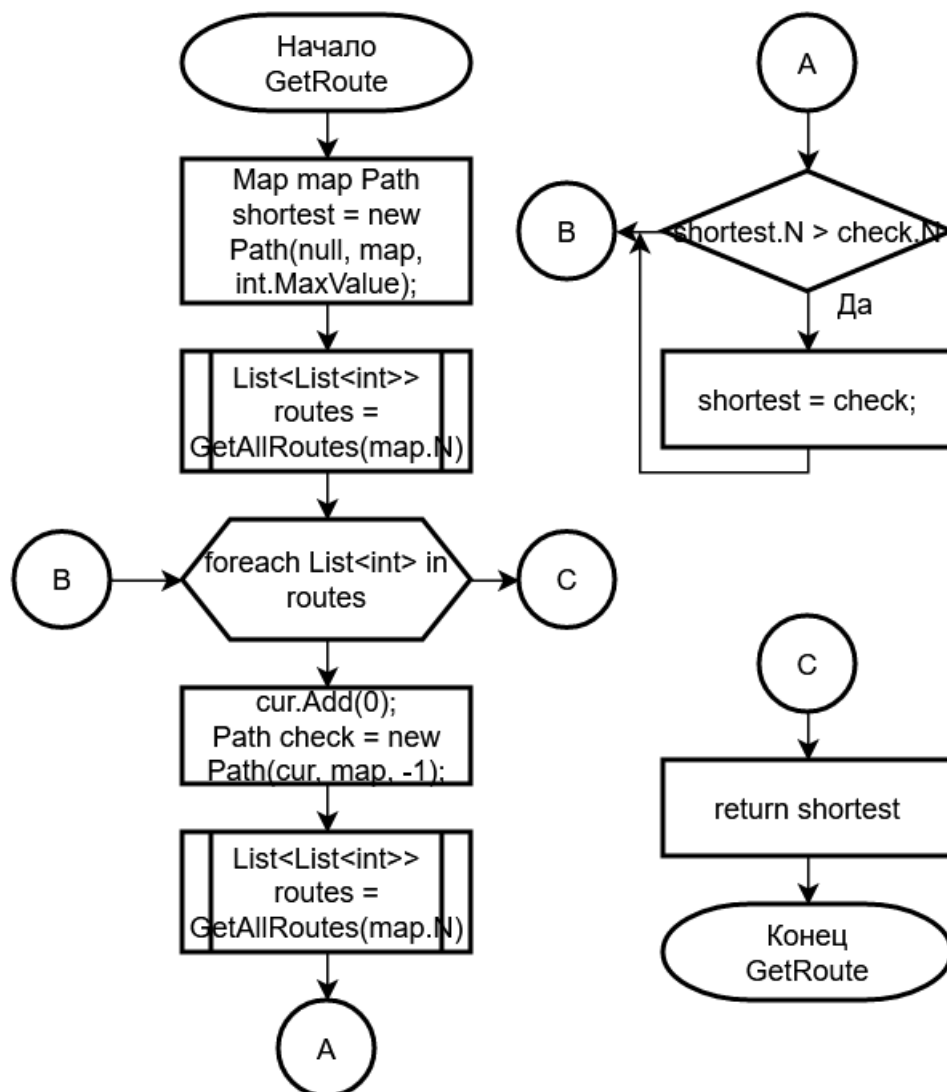 Начало
GetRoute
Map map Path
shortest = new
Path(null, map,
int.MaxValue);
List<List<int>>
routes =
GetAllRoutes(map.N)
B
foreach List<int> in
routes
C
cur.Add(0);
Path check = new
Path(cur, map, -1);
List<List<int>>
routes =
GetAllRoutes(map.N)
A
A
B
shortest.N > check.N
Да
shortest = check;
C
return shortest
Конец
GetRoute